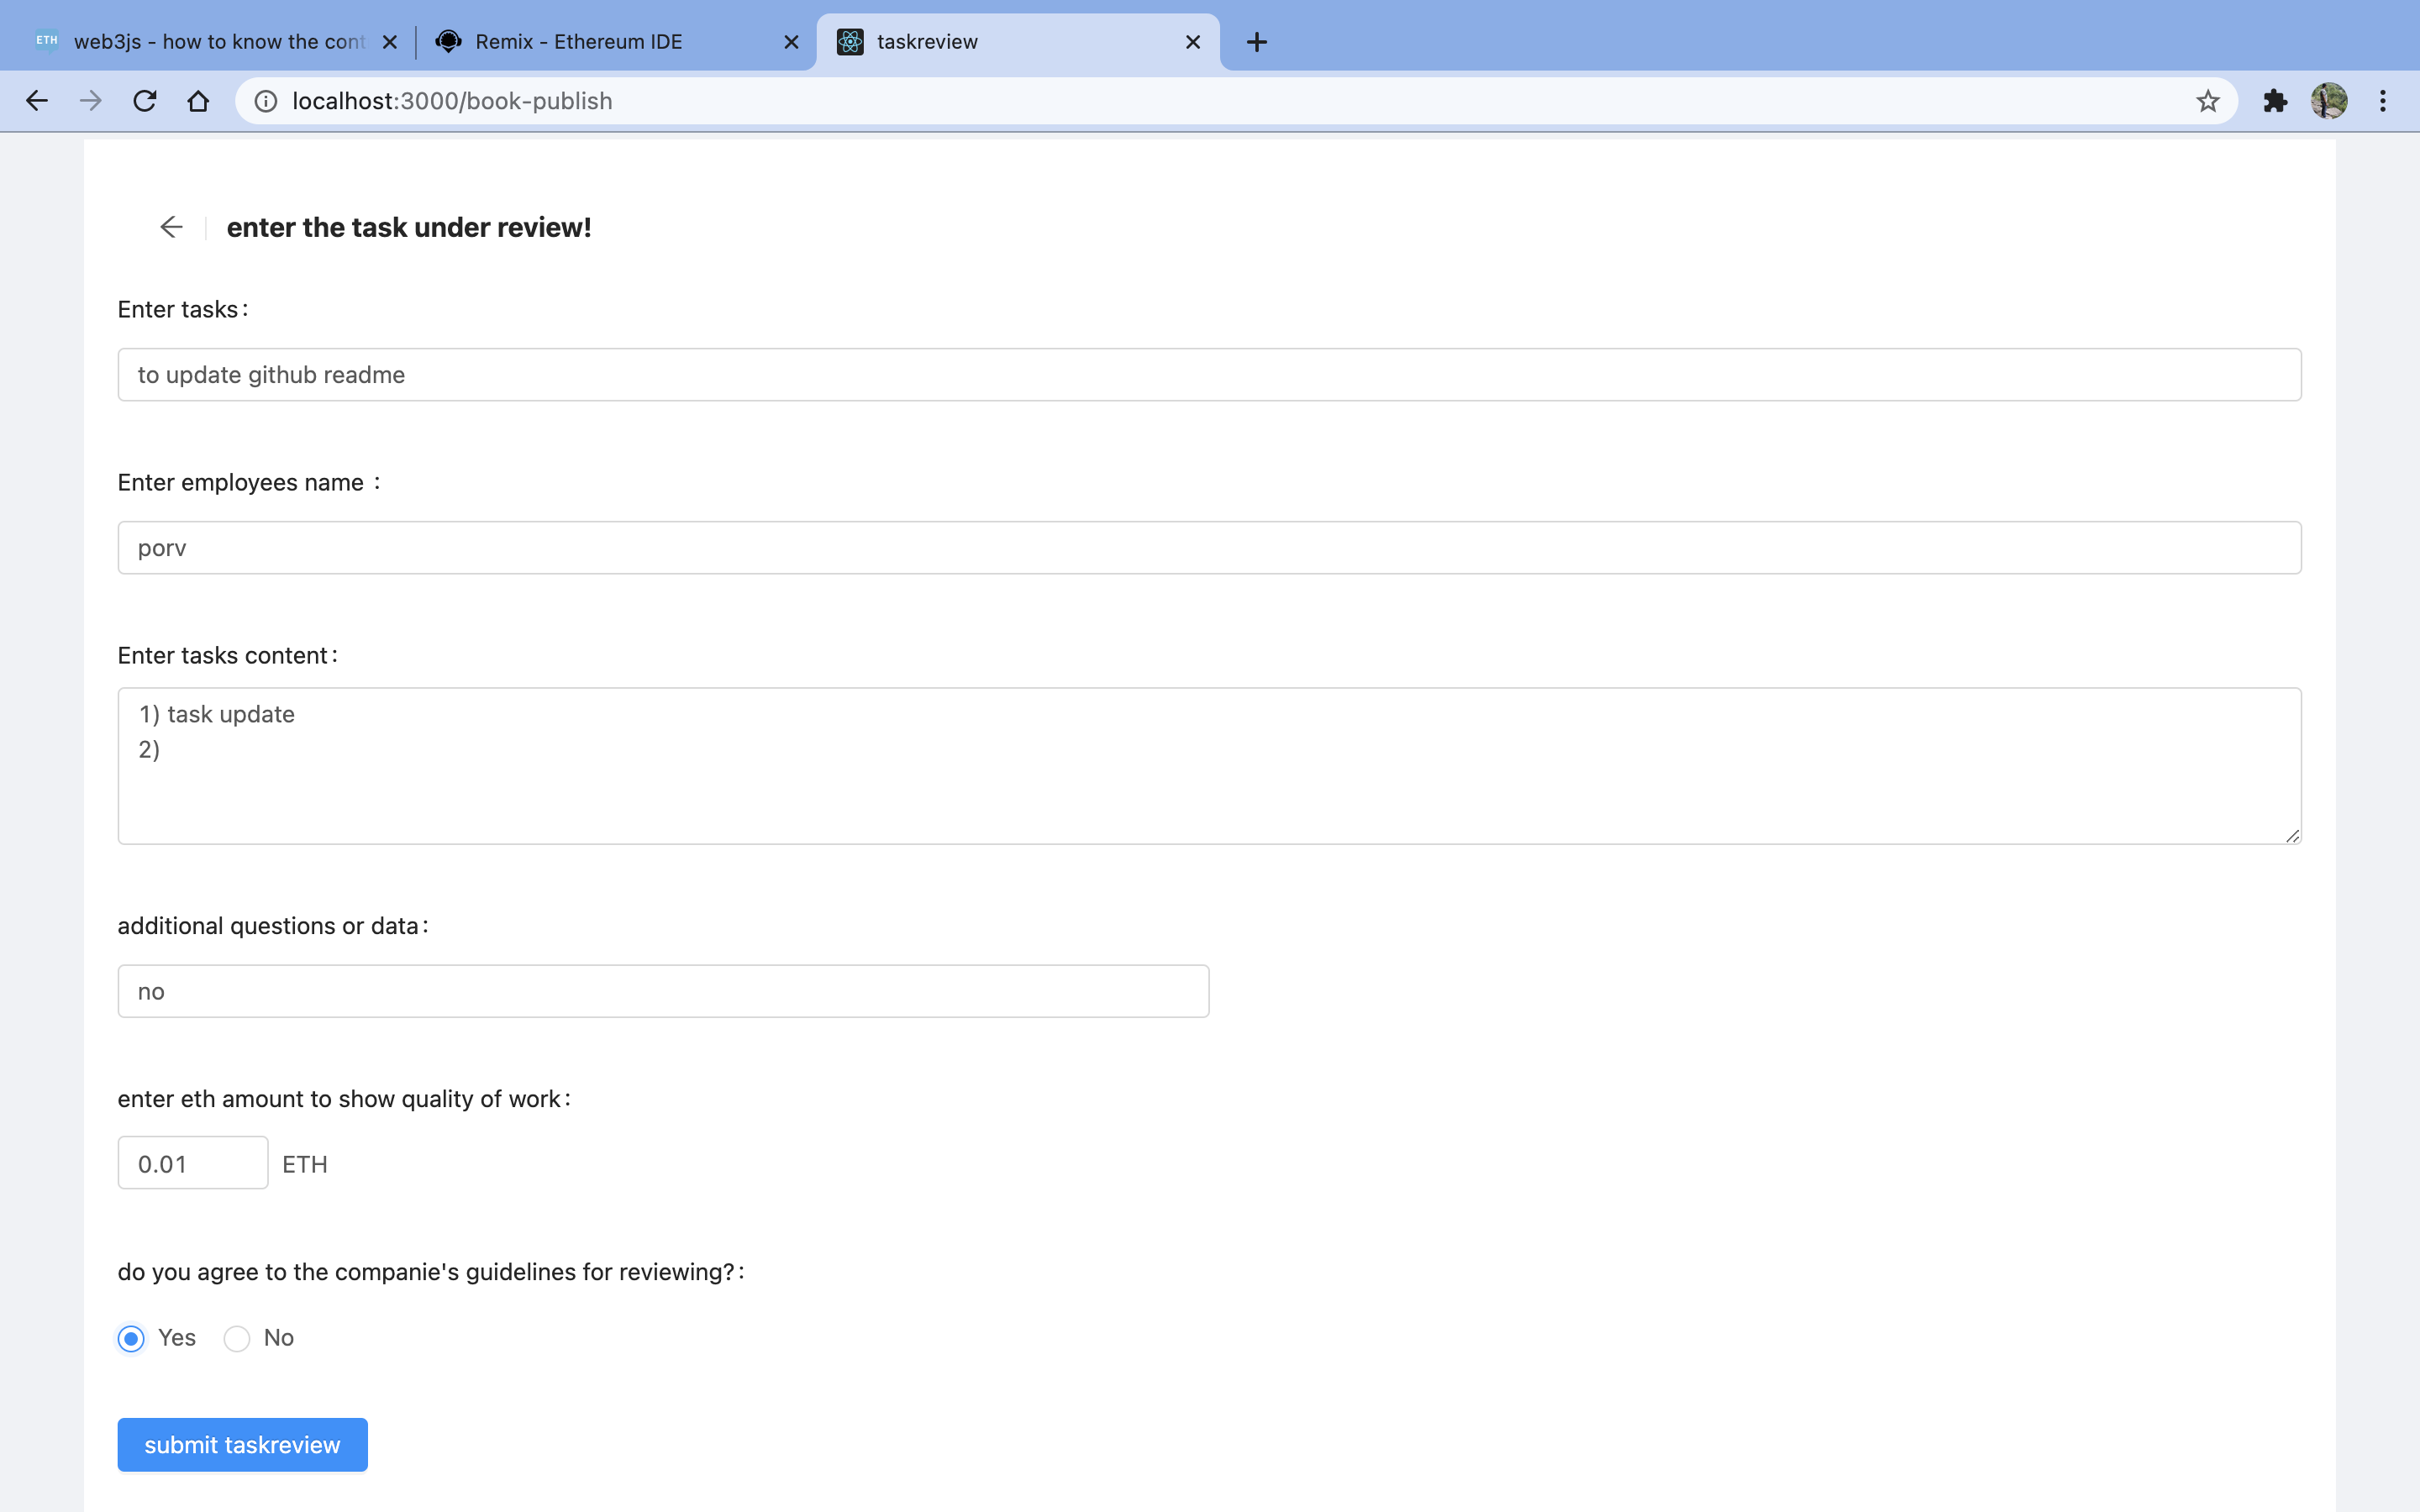 ETH web3js - how to know the cont Remix - Ethereum IDE taskreview
localhost:3000/book-publish
enter the task under review!
Enter tasks:
to update github readme
Enter employees name :
porv
Enter tasks content:
1) task update
2)
additional questions or data:
no
enter eth amount to show quality of work:
0.01 ETH
do you agree to the companie's guidelines for reviewing?:
Yes No
submit taskreview